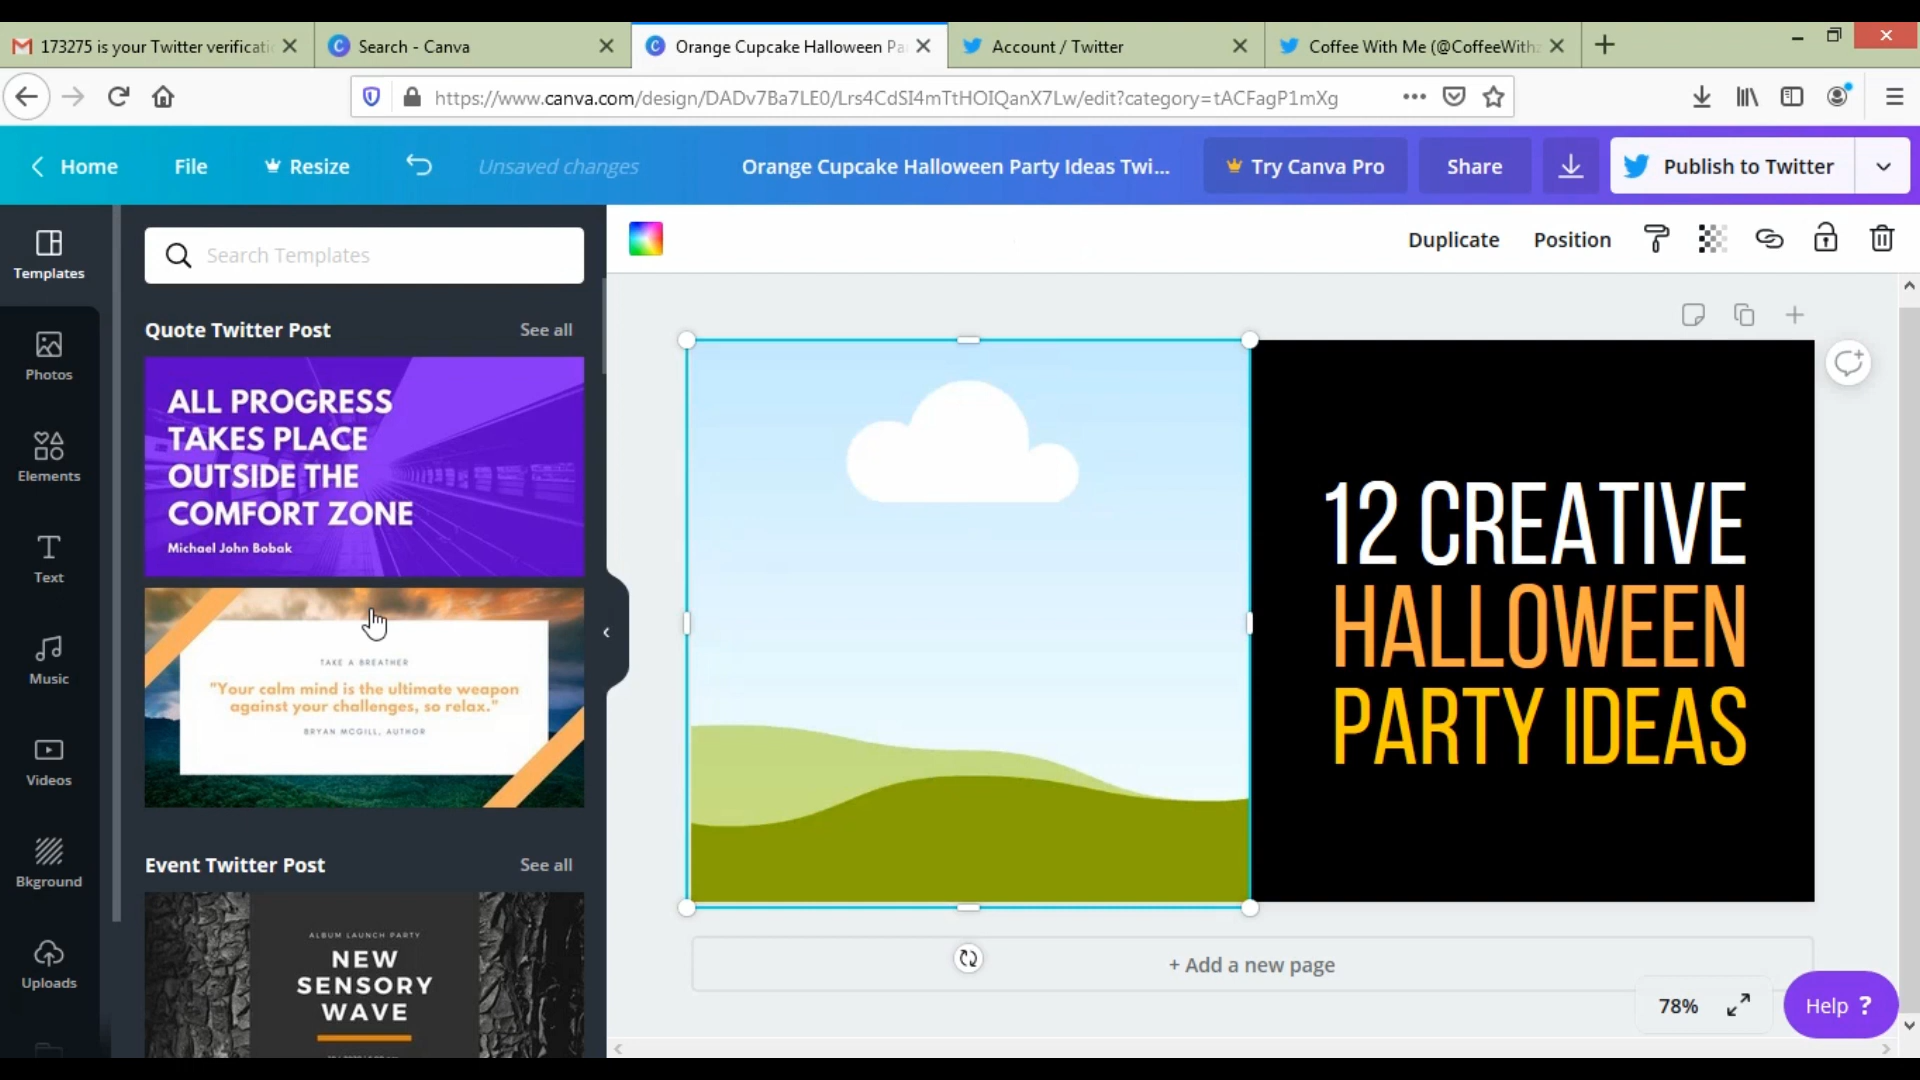 173275 is your Twitter verificati
Search - Canva
Orange Cupcake Halloween Pa
Account / Twitter
Coffee With Me (@CoffeeWith
https://www.canva.com/design/DADv7Ba7LE0/Lrs4CdSI4mTtHOIQanX7Lw/edit?category=tACFagP1mXg
Home
File
Resize
Unsaved changes
Orange Cupcake Halloween Party Ideas Twi...
Try Canva Pro
Share
Publish to Twitter
Templates
Photos
Elements
Text
Music
Videos
Bkground
Uploads
Search Templates
Quote Twitter Post
See all
ALL PROGRESS
TAKES PLACE
OUTSIDE THE
COMFORT ZONE
Michael John Bobak
TAKE A BREATHER
"Your calm mind is the ultimate weapon
against your challenges, so relax."
BRYAN MCGILL, AUTHOR
Event Twitter Post
See all
ALBUM LAUNCH PARTY
NEW
SENSORY
WAVE
Duplicate
Position
12 CREATIVE
HALLOWEEN
PARTY IDEAS
+ Add a new page
78%
Help ?